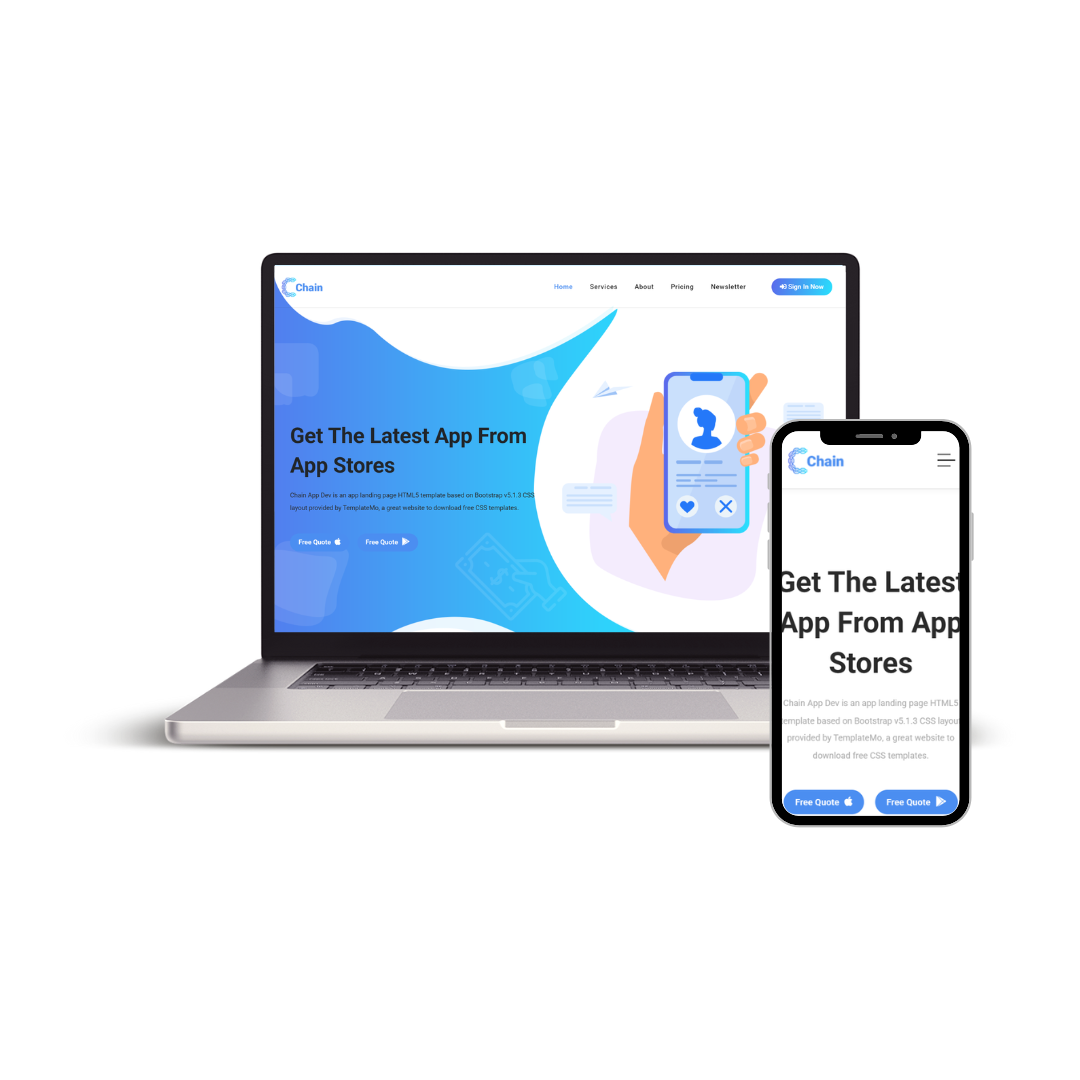 Chain
Home Services About Pricing Newsletter Sign In Now
Get The Latest App From
App Stores
Chain App Dev is an app landing page HTML5 template based on Bootstrap v5.1.3 CSS
layout provided by TemplateMo, a great website to download free CSS templates.
Free Quote Free Quote
Chain
Get The Latest
App From App
Stores
Chain App Dev is an app landing page HTML5
template based on Bootstrap v5.1.3 CSS layout
provided by TemplateMo, a great website to
download free CSS templates.
Free Quote Free Quote